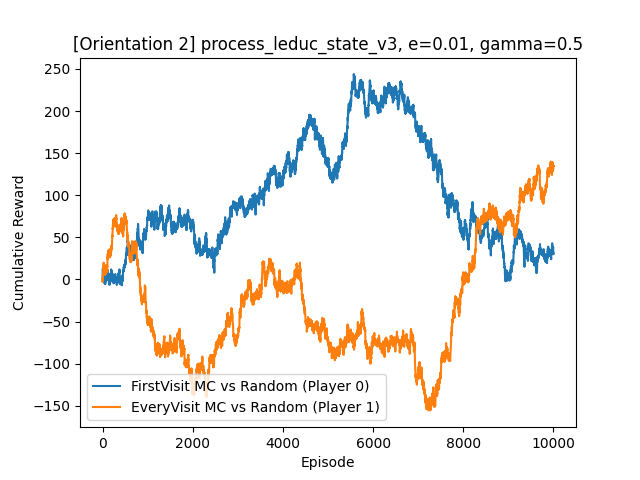 [Orientation 2] process_leduc_state_v3, e=0.01, gamma=0.5
250
200
150
100
50
0
−50
−100
−150
Cumulative Reward
FirstVisit MC vs Random (Player 0)
EveryVisit MC vs Random (Player 1)
0 2000 4000 6000 8000 10000
Episode